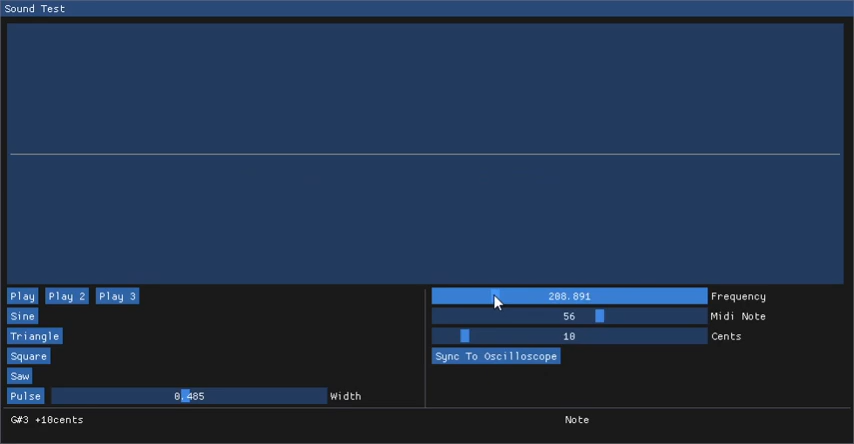 Sound Test
Play Play 2 Play 3
208.891 Frequency
Sine
56 Midi Note
Triangle
10 Cents
Square
Sync To Oscilloscope
Saw
Pulse 0.485 Width
G#3 +10cents Note